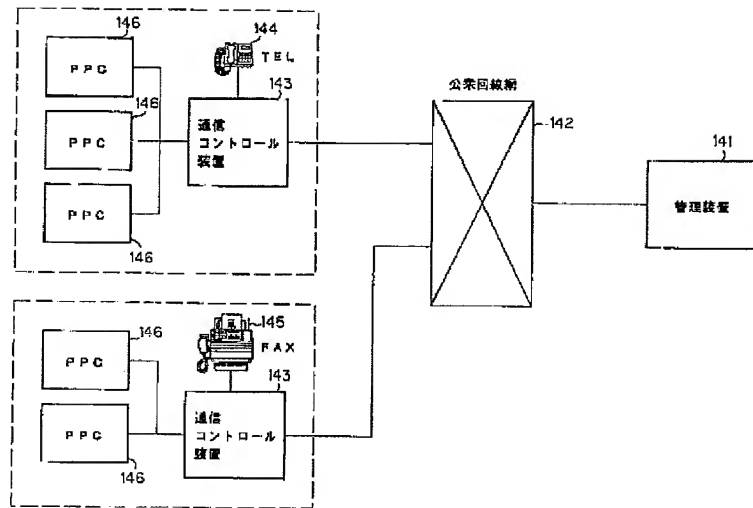 146
PPC
144
TEL
146
PPC
143
通信
コントロール
装置
PPC
146
公衆回線網
142
141
管理装置
146
PPC
145
FAX
PPC
146
143
通信
コントロール
装置